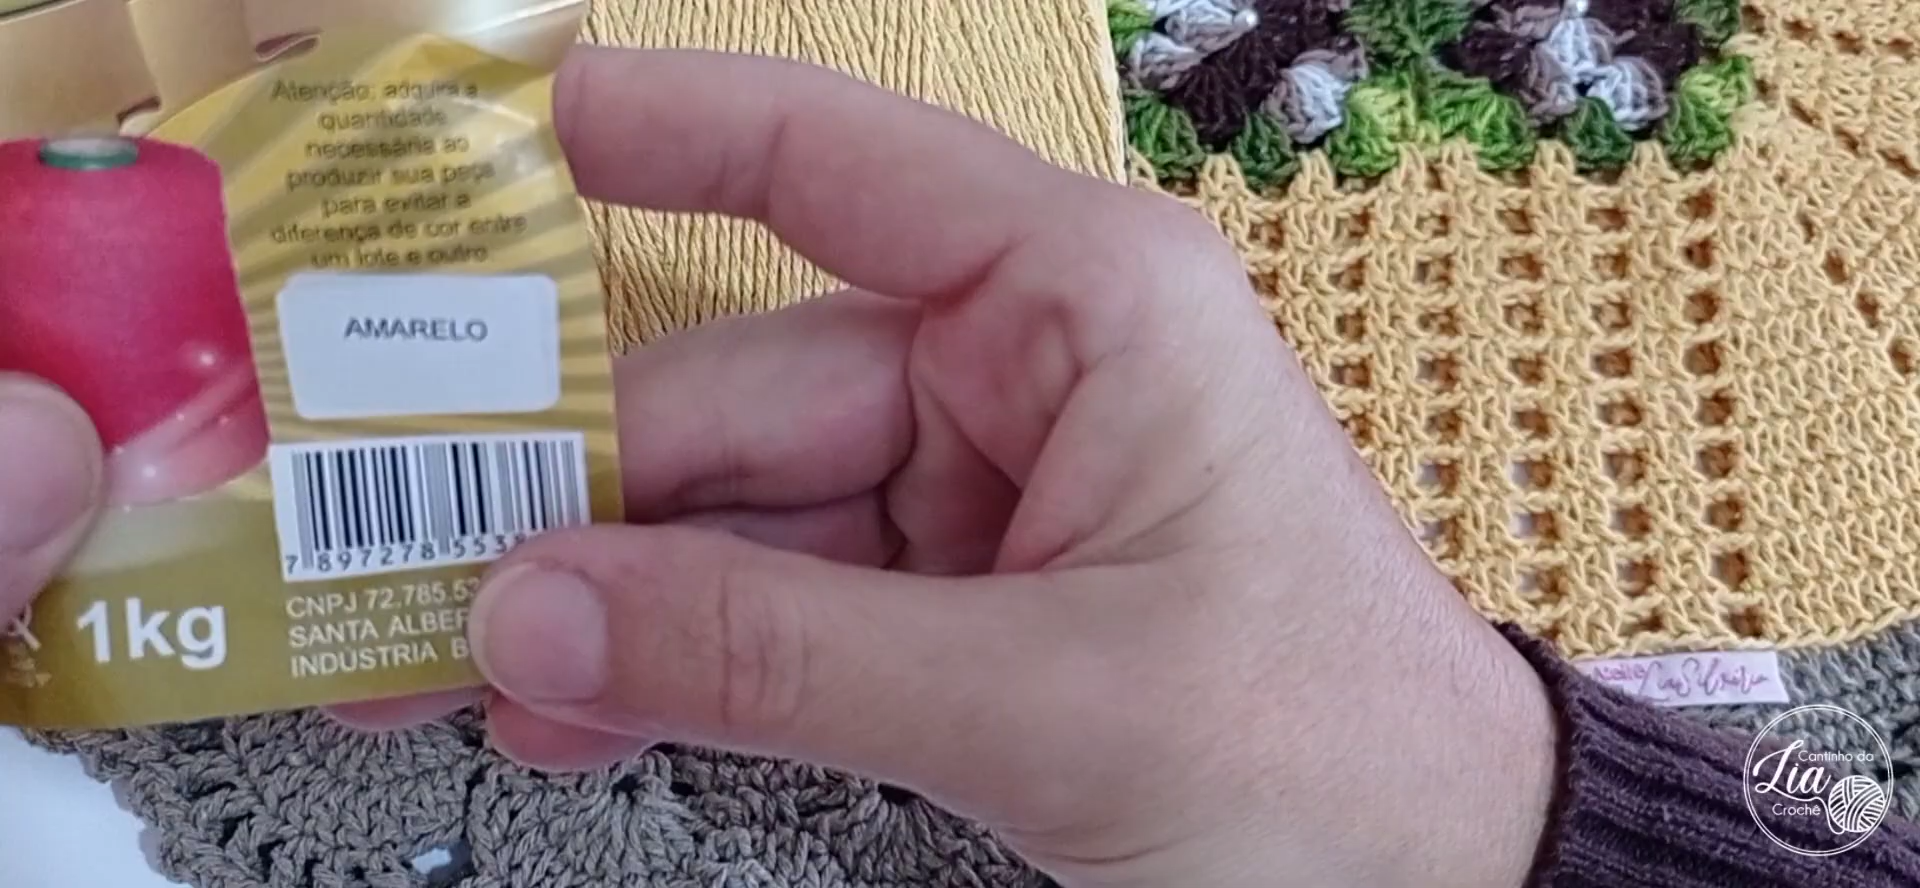 Atenção: adquira a
quantidade
necessária ao
produzir sua peça
para evitar a
diferença de cor entre
um lote e outro.
AMARELO
7 897278 553
1kg
CNPJ 72.785.53
SANTA ALBER
INDÚSTRIA B
Cantinho da
Lia
Crochê